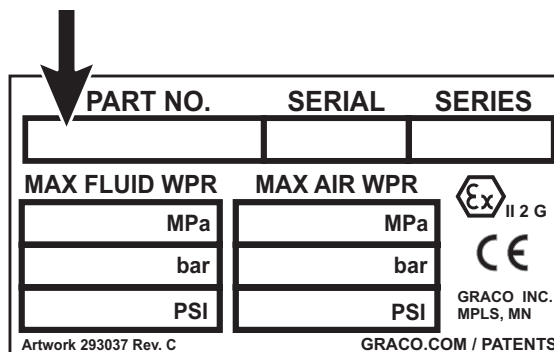 PART NO. SERIAL SERIES
MAX FLUID WPR MAX AIR WPR
MPa MPa
bar bar
PSI PSI
Ex II 2 G
CE
GRACO INC.
MPLS, MN
Artwork 293037 Rev. C GRACO.COM / PATENTS